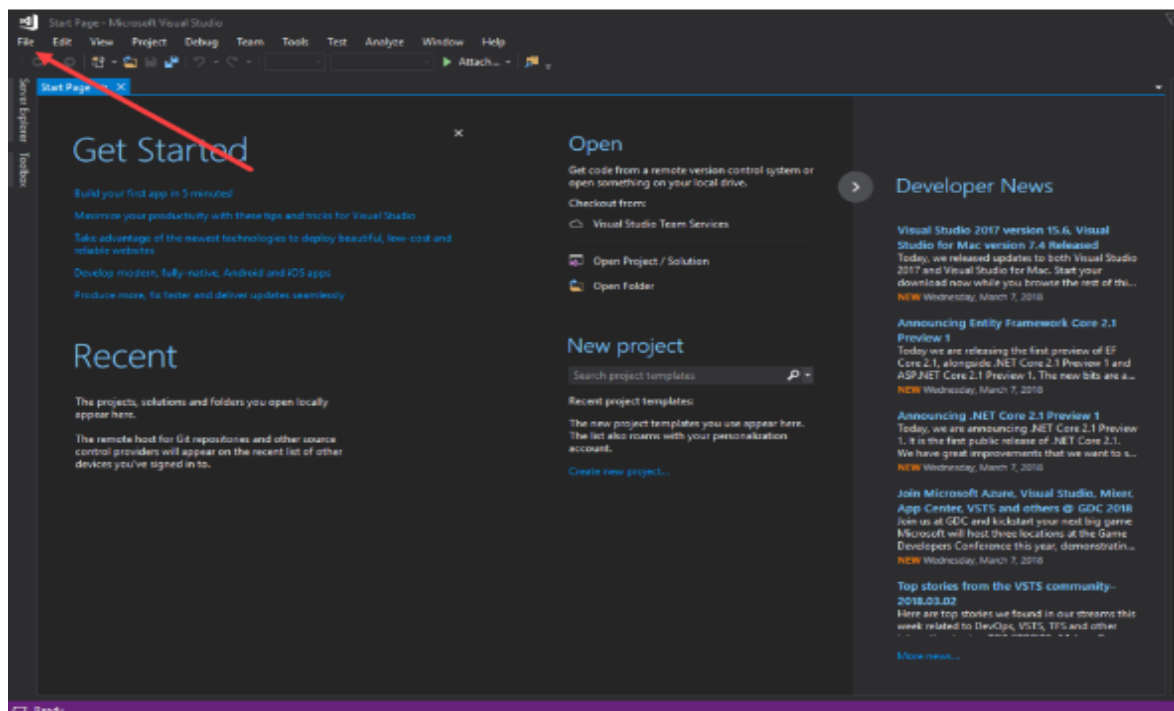 Start Page - Microsoft Visual Studio
File Edit View Project Debug Team Tools Test Analyze Window Help
Attach...
Server Explorer
Toolbox
Start Page
Get Started
Build your first app in 5 minutes!
Maximize your productivity with these tips and tricks for Visual Studio
Take advantage of the newest technologies to deploy beautiful, low-cost and
reliable websites
Develop modern, fully-native, Android and iOS apps
Produce more, fix faster and deliver updates seamlessly
Recent
The projects, solutions and folders you open locally
appear here.
The remote host for Git repositories and other source
control providers will appear on the recent list of other
devices you've signed in to.
Open
Get code from a remote version control system or
open something on your local drive.
Checkout from:
Visual Studio Team Services
Open Project / Solution
Open Folder
New project
Search project templates
Recent project templates:
The new project templates you use appear here.
The list also roams with your personalization
account.
Create new project...
Developer News
Visual Studio 2017 version 15.6, Visual
Studio for Mac version 7.4 Released
Today, we released updates to both Visual Studio
2017 and Visual Studio for Mac. Start your
download now while you browse the rest of thi...
NEW Wednesday, March 7, 2018
Announcing Entity Framework Core 2.1
Preview 1
Today we are releasing the first preview of EF
Core 2.1, alongside .NET Core 2.1 Preview 1 and
ASP.NET Core 2.1 Preview 1. The new bits are a...
NEW Wednesday, March 7, 2018
Announcing .NET Core 2.1 Preview 1
Today, we are announcing .NET Core 2.1 Preview
1. It is the first public release of .NET Core 2.1.
We have great improvements that we want to s...
NEW Wednesday, March 7, 2018
Join Microsoft Azure, Visual Studio, Mixer,
App Center, VSTS and others @ GDC 2018
Join us at GDC and kickstart your next big game
Microsoft will host three locations at the Game
Developers Conference this year, demonstratin...
NEW Wednesday, March 7, 2018
Top stories from the VSTS community–
2018.03.02
Here are top stories we found in our streams this
week related to DevOps, VSTS, TFS and other
More news...
Ready